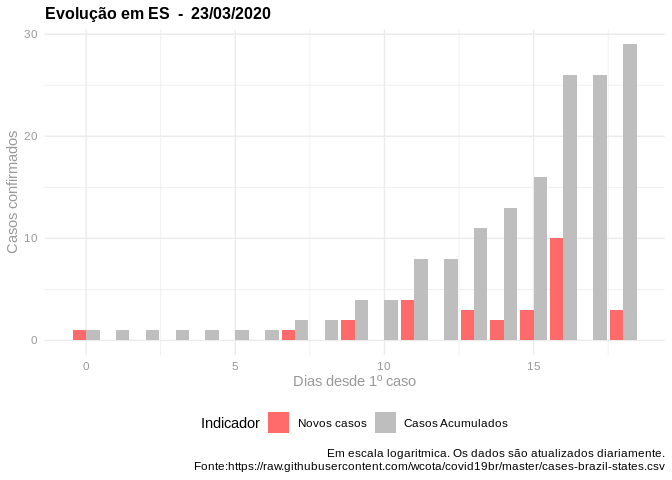 Evolução em ES - 23/03/2020
Casos confirmados
30
20
10
0
0
5
10
15
Dias desde 1º caso
Indicador Novos casos Casos Acumulados
Em escala logaritmica. Os dados são atualizados diariamente.
Fonte:https://raw.githubusercontent.com/wcota/covid19br/master/cases-brazil-states.csv